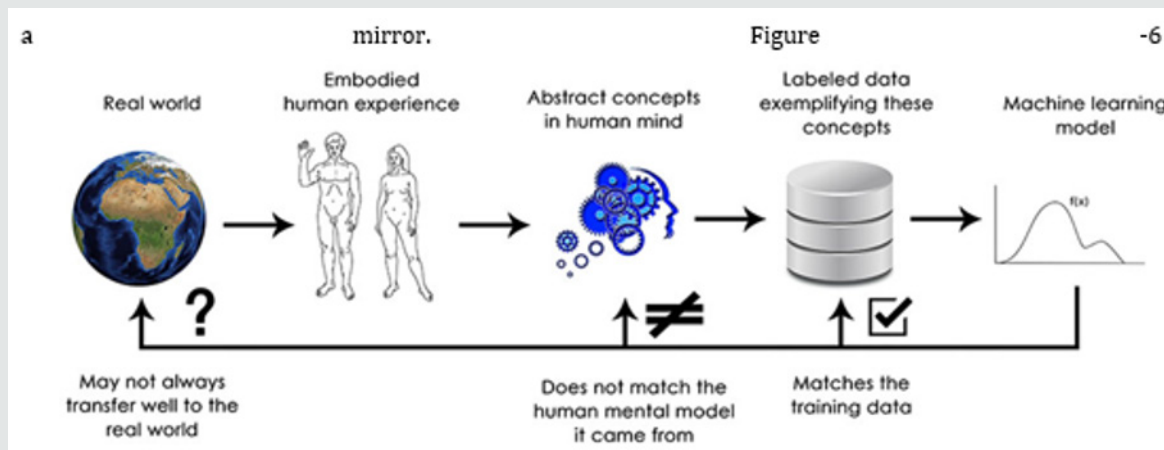 a mirror. Figure -6
Real world
Embodied
human experience
Abstract concepts
in human mind
Labeled data
exemplifying these
concepts
Machine learning
model
f(x)
?
≠
May not always
transfer well to the
real world
Does not match the
human mental model
it came from
Matches the
training data